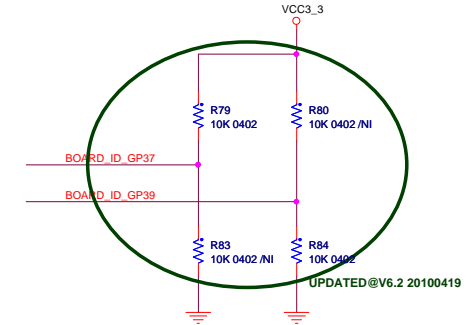 VCC3_3
R79
10K 0402
R80
10K 0402 /NI
BOARD_ID_GP37
BOARD_ID_GP39
R83
10K 0402 /NI
R84
10K 0402
UPDATED@V6.2 20100419